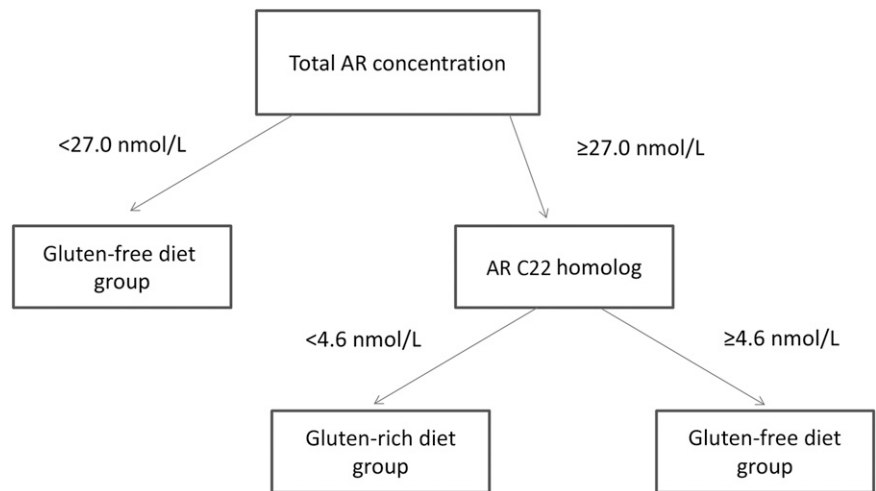 Total AR concentration
<27.0 nmol/L
≥27.0 nmol/L
Gluten-free diet
group
AR C22 homolog
<4.6 nmol/L
≥4.6 nmol/L
Gluten-rich diet
group
Gluten-free diet
group